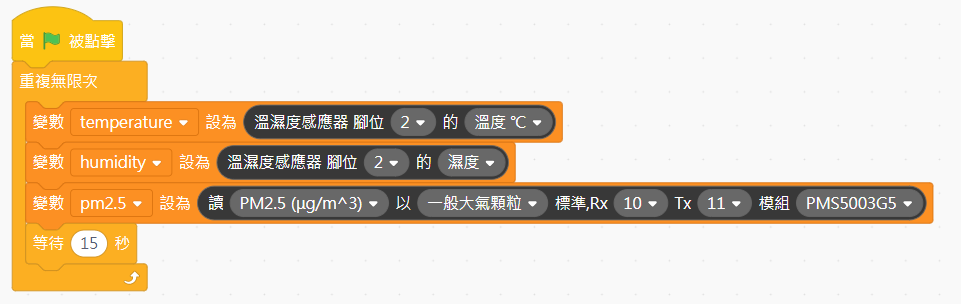 當 被點擊
重複無限次
變數 temperature 設為 溫濕度感應器 腳位 2 的 溫度 ℃
變數 humidity 設為 溫濕度感應器 腳位 2 的 濕度
變數 pm2.5 設為 讀 PM2.5 (μg/m^3) 以 一般大氣顆粒 標準,Rx 10 Tx 11 模組 PMS5003G5
等待 15 秒